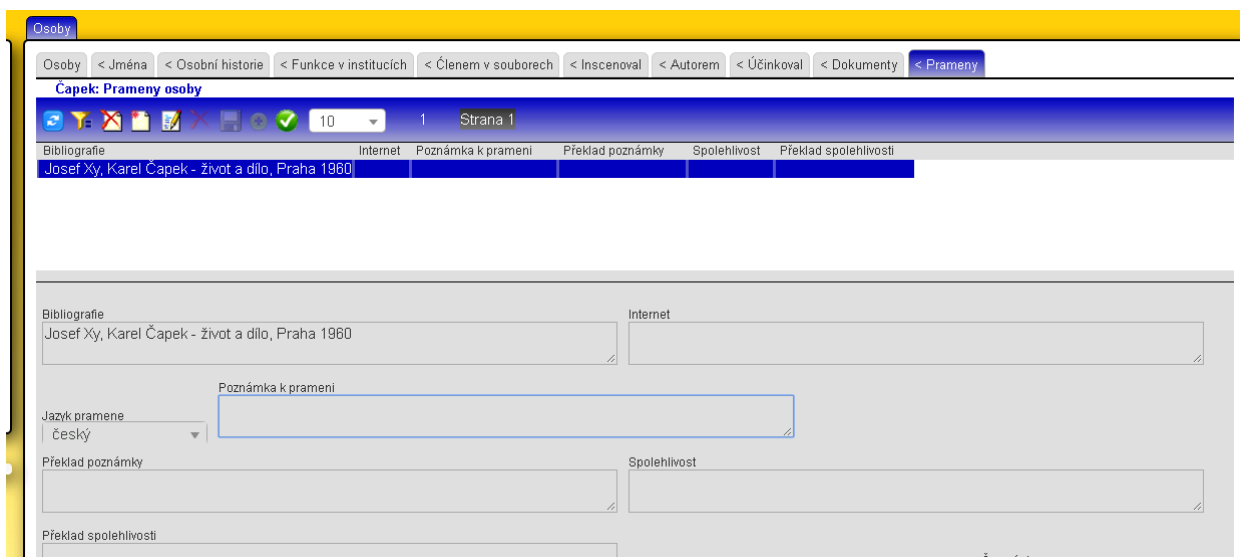 Osoby
Osoby < Jména < Osobní historie < Funkce v institucích < Členem v souborech < Inscenoval < Autorem < Účinkoval < Dokumenty < Prameny
Čapek: Prameny osoby
10 1 Strana 1
Bibliografie Internet Poznámka k prameni Překlad poznámky Spolehlivost Překlad spolehlivosti
Josef Xy, Karel Čapek - život a dílo, Praha 1960
Bibliografie Internet
Josef Xy, Karel Čapek - život a dílo, Praha 1960
Poznámka k prameni
Jazyk pramene
český
Překlad poznámky Spolehlivost
Překlad spolehlivosti